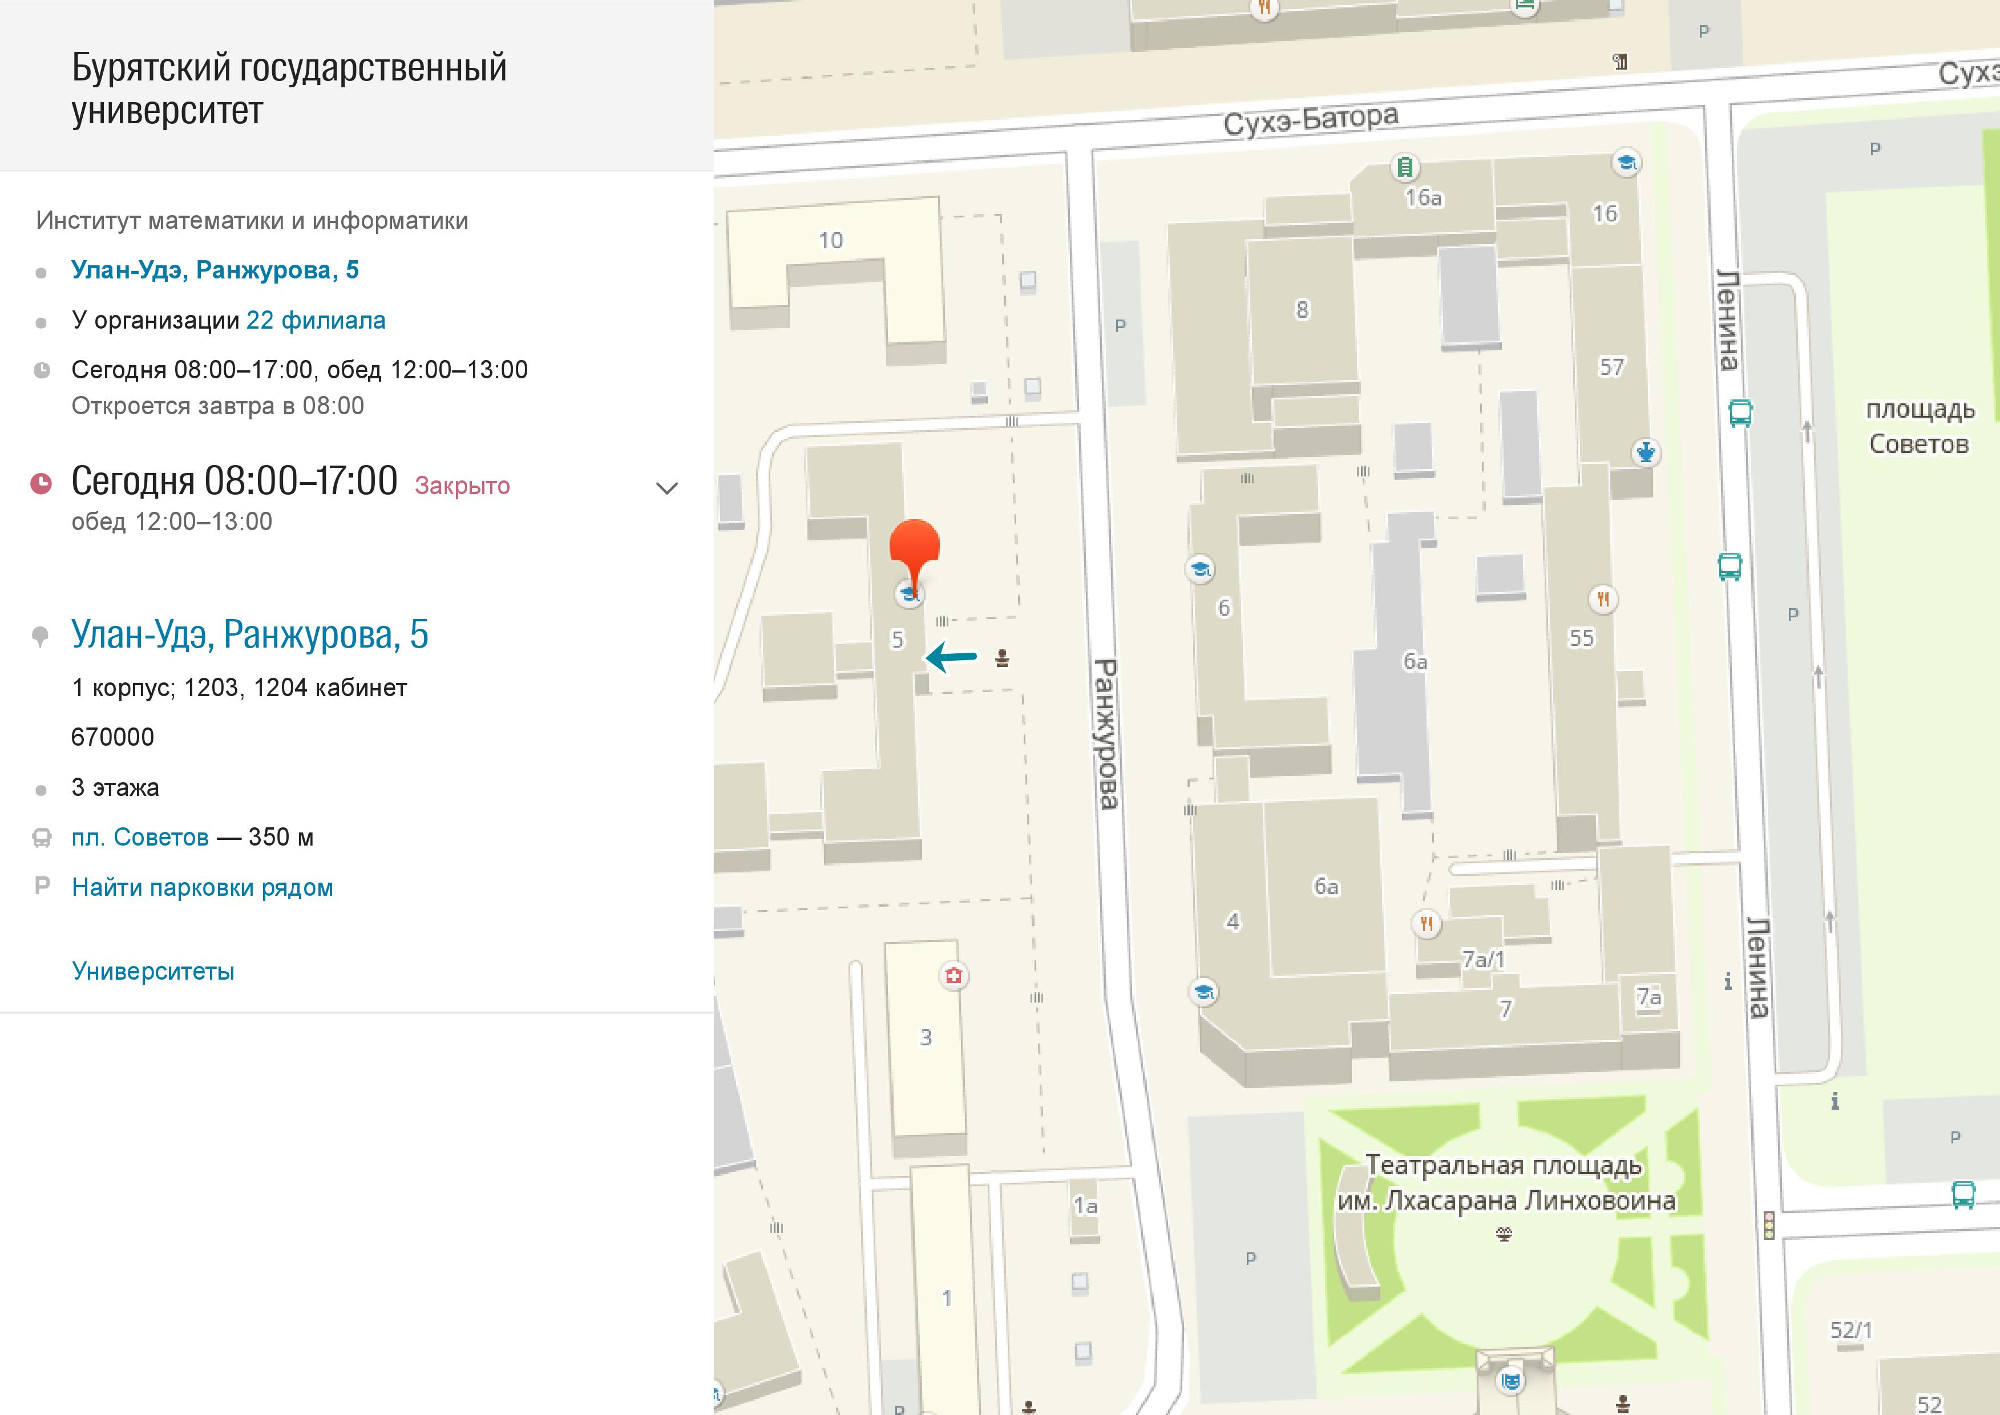 Бурятский государственный
университет
Институт математики и информатики
Улан-Удэ, Ранжурова, 5
У организации 22 филиала
Сегодня 08:00–17:00, обед 12:00–13:00
Откроется завтра в 08:00
Сегодня 08:00–17:00 Закрыто
обед 12:00–13:00
Улан-Удэ, Ранжурова, 5
1 корпус; 1203, 1204 кабинет
670000
3 этажа
пл. Советов — 350 м
P Найти парковки рядом
Университеты
P
Сухэ-Батора
P
16а
16
10
8
P
57
Ленина
площадь
Советов
6
5
55
6а
P
Ранжурова
6а
4
7а/1
7
7а
Ленина
3
P
Театральная площадь
им. Лхасарана Линховоина
1а
P
1
52/1
52
P